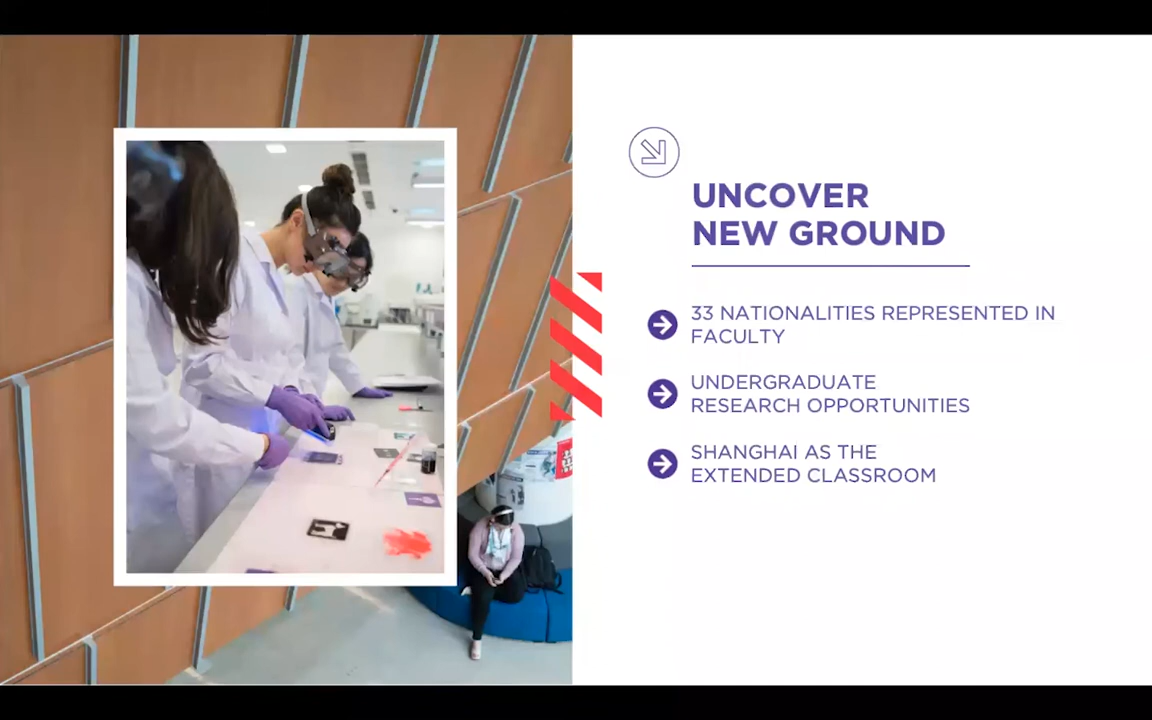 UNCOVER
NEW GROUND
33 NATIONALITIES REPRESENTED IN
FACULTY
UNDERGRADUATE
RESEARCH OPPORTUNITIES
SHANGHAI AS THE
EXTENDED CLASSROOM